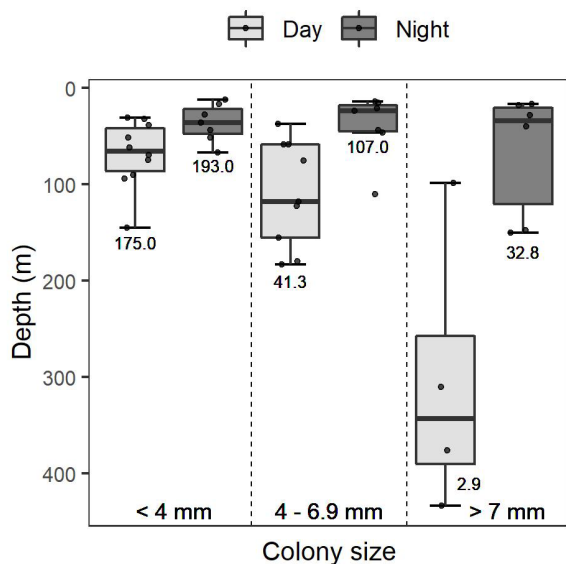 Day Night
0
100
200
300
400
Depth (m)
175.0
193.0
41.3
107.0
2.9
32.8
< 4 mm
4 - 6.9 mm
> 7 mm
Colony size